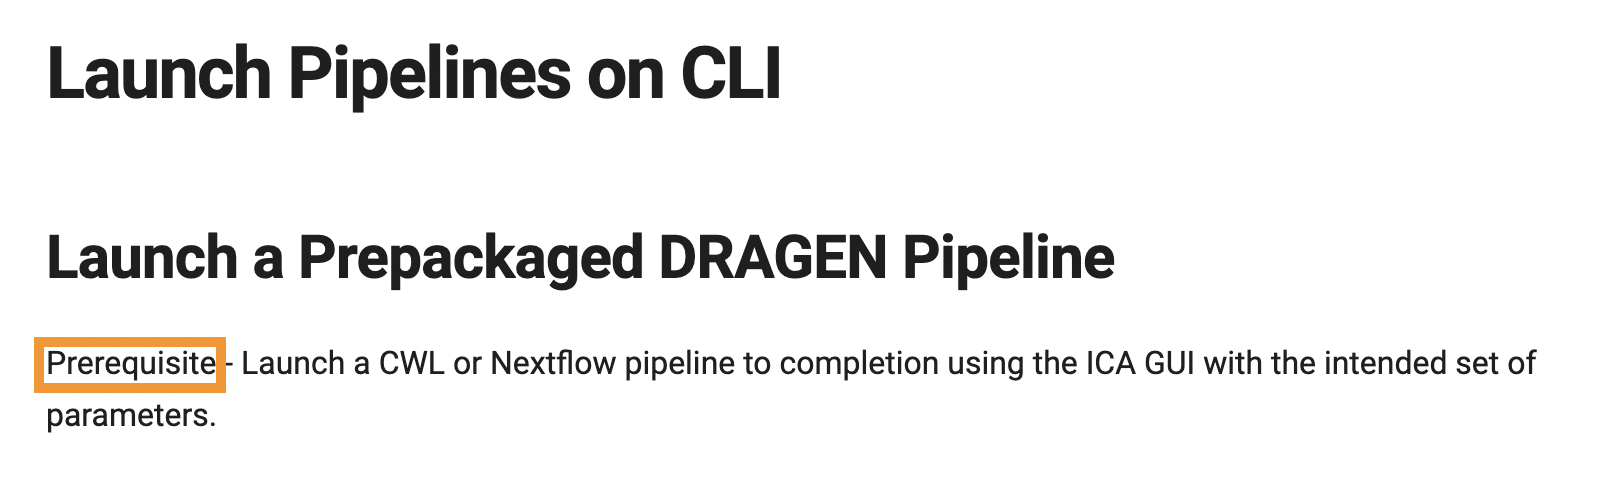 Launch Pipelines on CLI
Launch a Prepackaged DRAGEN Pipeline
Prerequisite - Launch a CWL or Nextflow pipeline to completion using the ICA GUI with the intended set of
parameters.